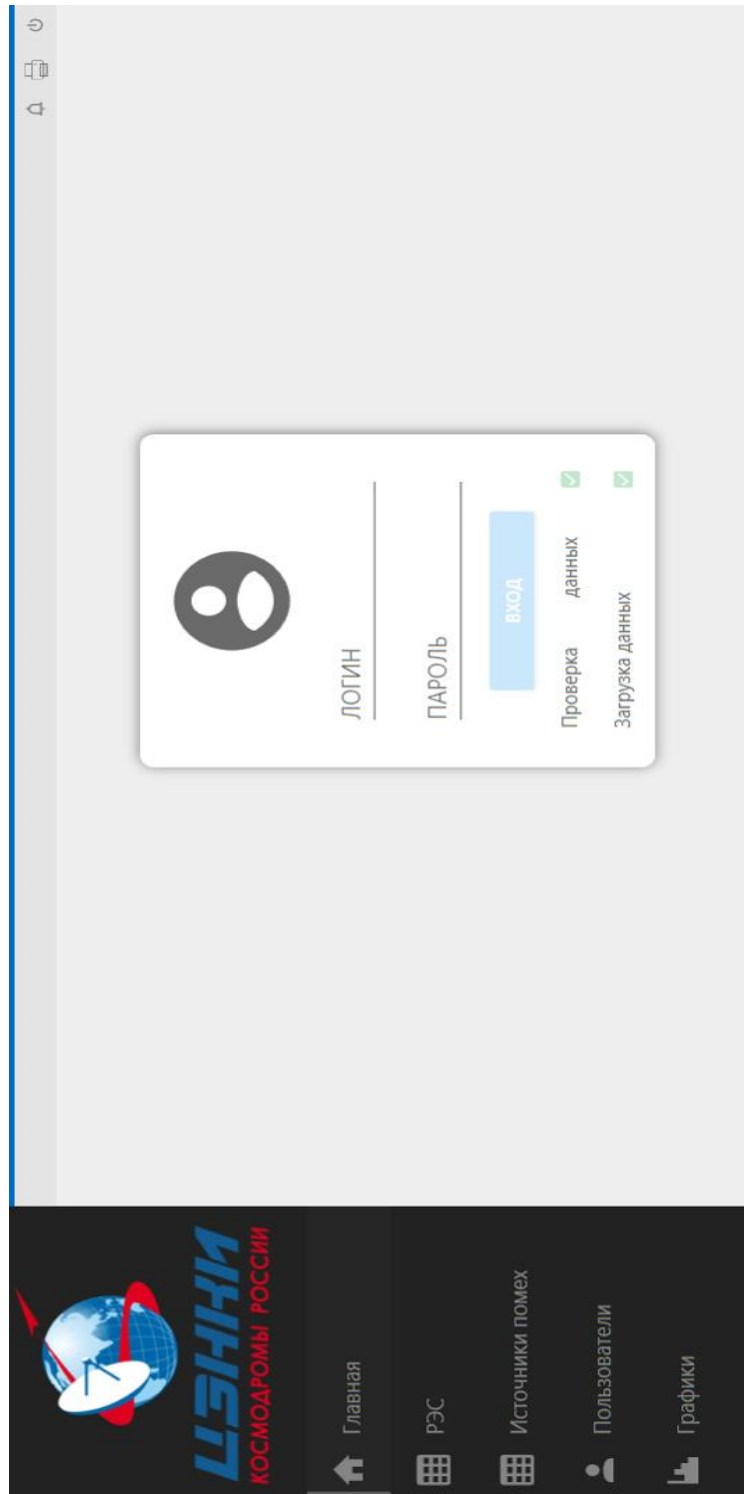 ЦЭНКИ
КОСМОДРОМЫ РОССИИ
Главная
РЭС
Источники помех
Пользователи
Графики
ЛОГИН
ПАРОЛЬ
ВХОД
Проверка данных
Загрузка данных